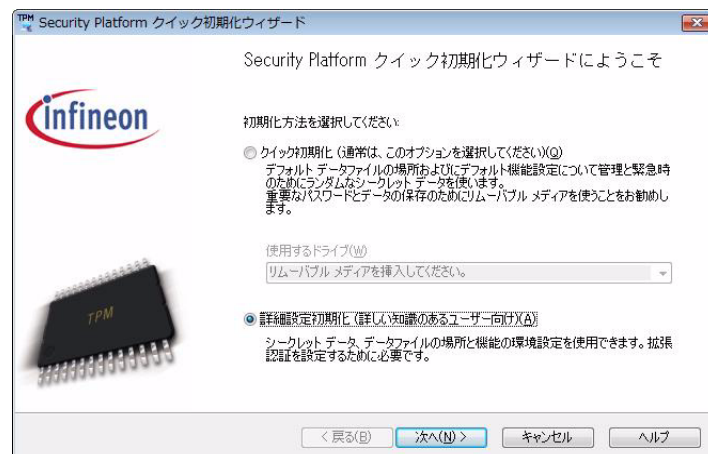 Security Platform クイック初期化ウィザード
Security Platform クイック初期化ウィザードにようこそ
infineon
初期化方法を選択してください:
クイック初期化 (通常は、このオプションを選択してください)(Q)
デフォルト データファイルの場所およびにデフォルト機能設定について管理と緊急時
のためにランダムなシークレット データを使います。
重要なパスワードとデータの保存のためにリムーバブル メディアを使うことをお勧めし
ます。
使用するドライブ(W)
リムーバブル メディアを挿入してください。
TPM
詳細設定初期化 (詳しい知識のあるユーザー向け)(A)
シークレット データ、データファイルの場所と機能の環境設定を使用できます。拡張
認証を設定するために必要です。
< 戻る(B)
次へ(N) >
キャンセル
ヘルプ